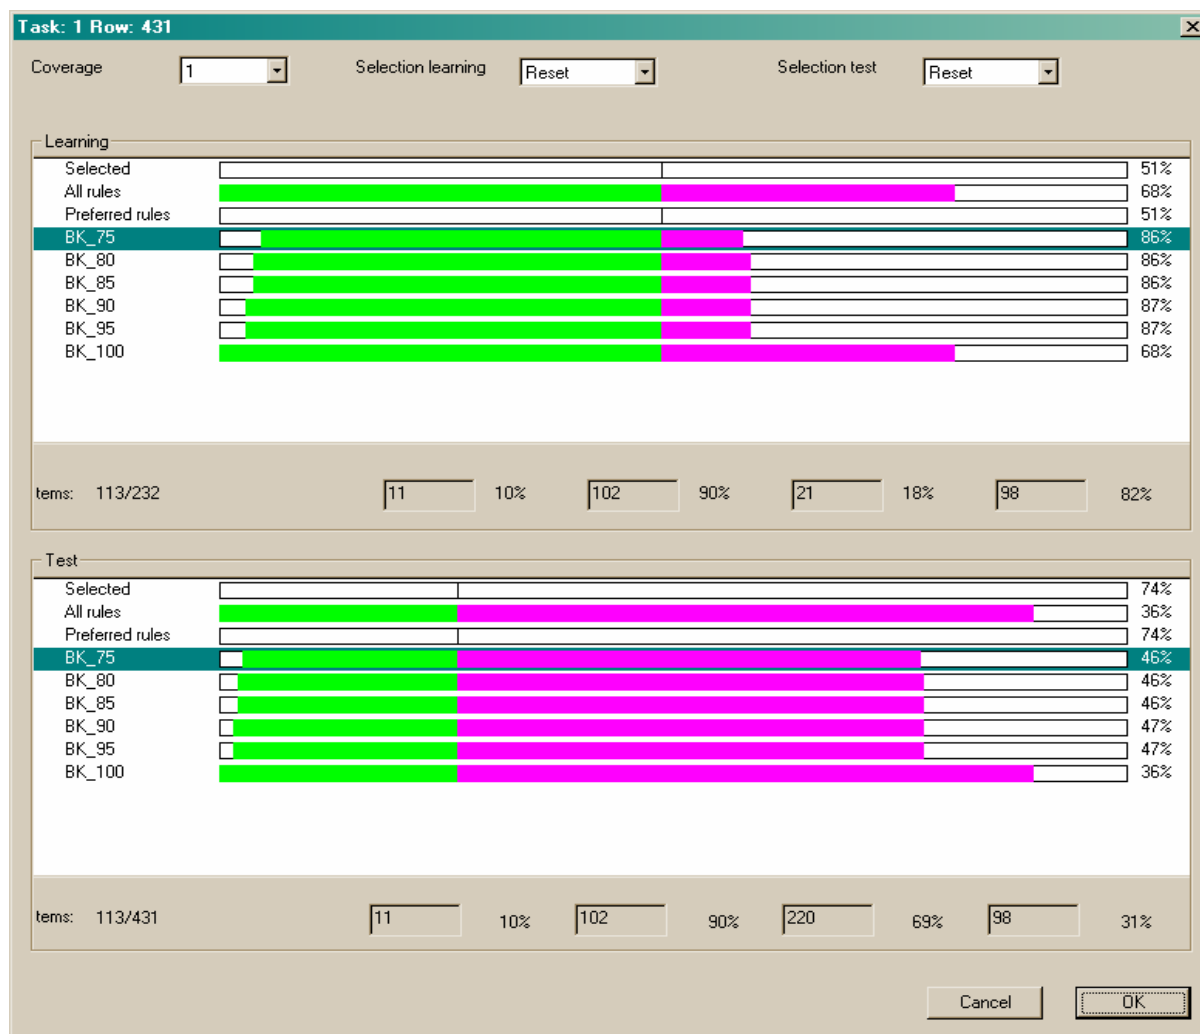 Task: 1 Row: 431
Coverage 1 Selection learning Reset Selection test Reset
Learning
Selected 51%
All rules 68%
Preferred rules 51%
BK_75 86%
BK_80 86%
BK_85 86%
BK_90 87%
BK_95 87%
BK_100 68%
tems: 113/232 11 10% 102 90% 21 18% 98 82%
Test
Selected 74%
All rules 36%
Preferred rules 74%
BK_75 46%
BK_80 46%
BK_85 46%
BK_90 47%
BK_95 47%
BK_100 36%
tems: 113/431 11 10% 102 90% 220 69% 98 31%
Cancel OK